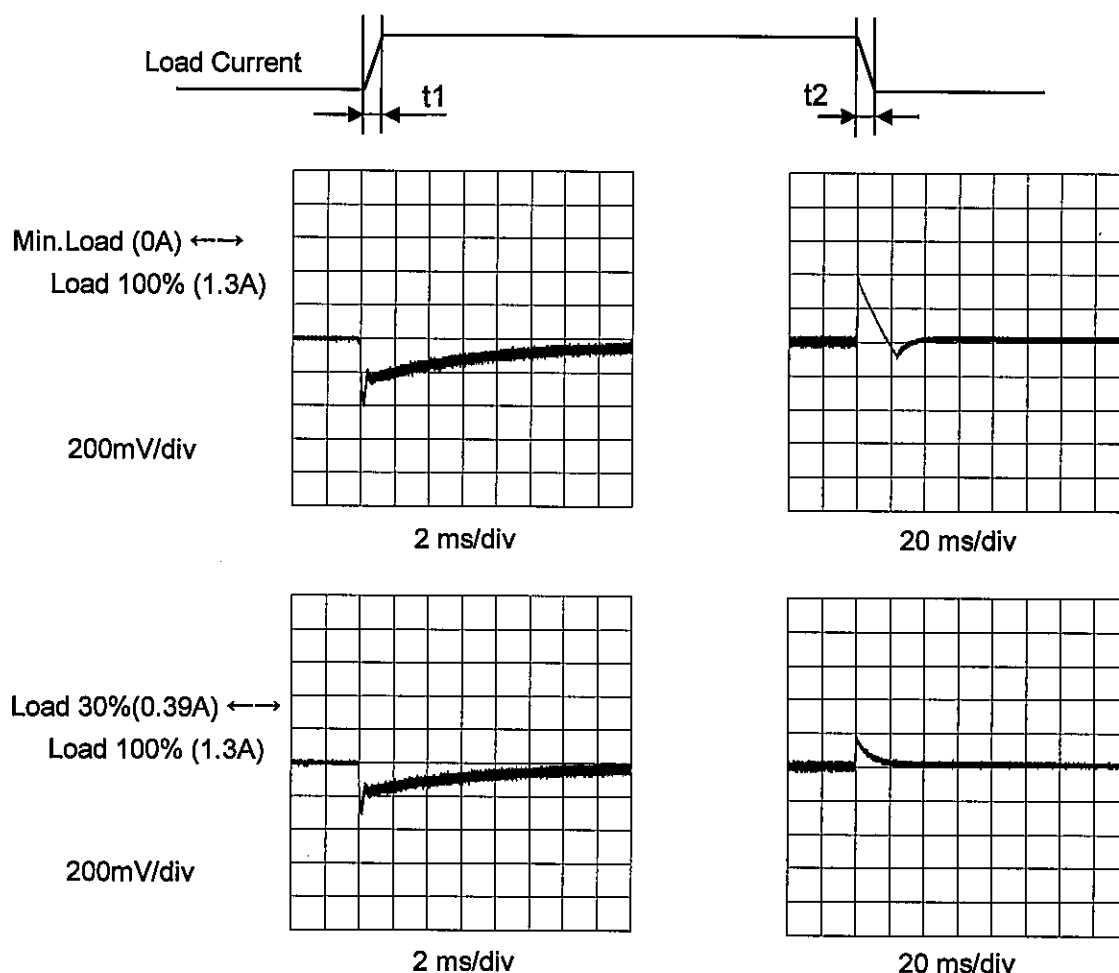 Load Current
t1
t2
Min.Load (0A) ←--→
Load 100% (1.3A)
200mV/div
2 ms/div
20 ms/div
Load 30%(0.39A) ←--→
Load 100% (1.3A)
200mV/div
2 ms/div
20 ms/div